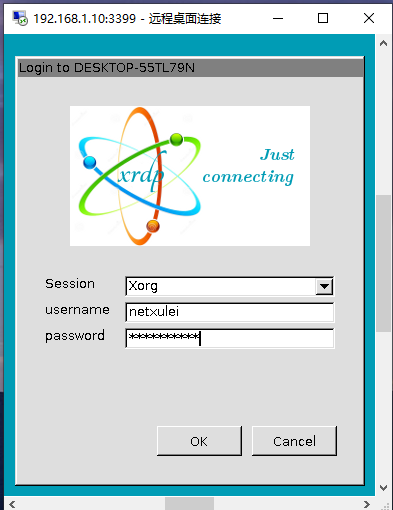 192.168.1.10:3399 - 远程桌面连接
Login to DESKTOP-55TL79N
xrdp
Just
connecting
Session
Xorg
username
netxulei
password
**********
OK
Cancel